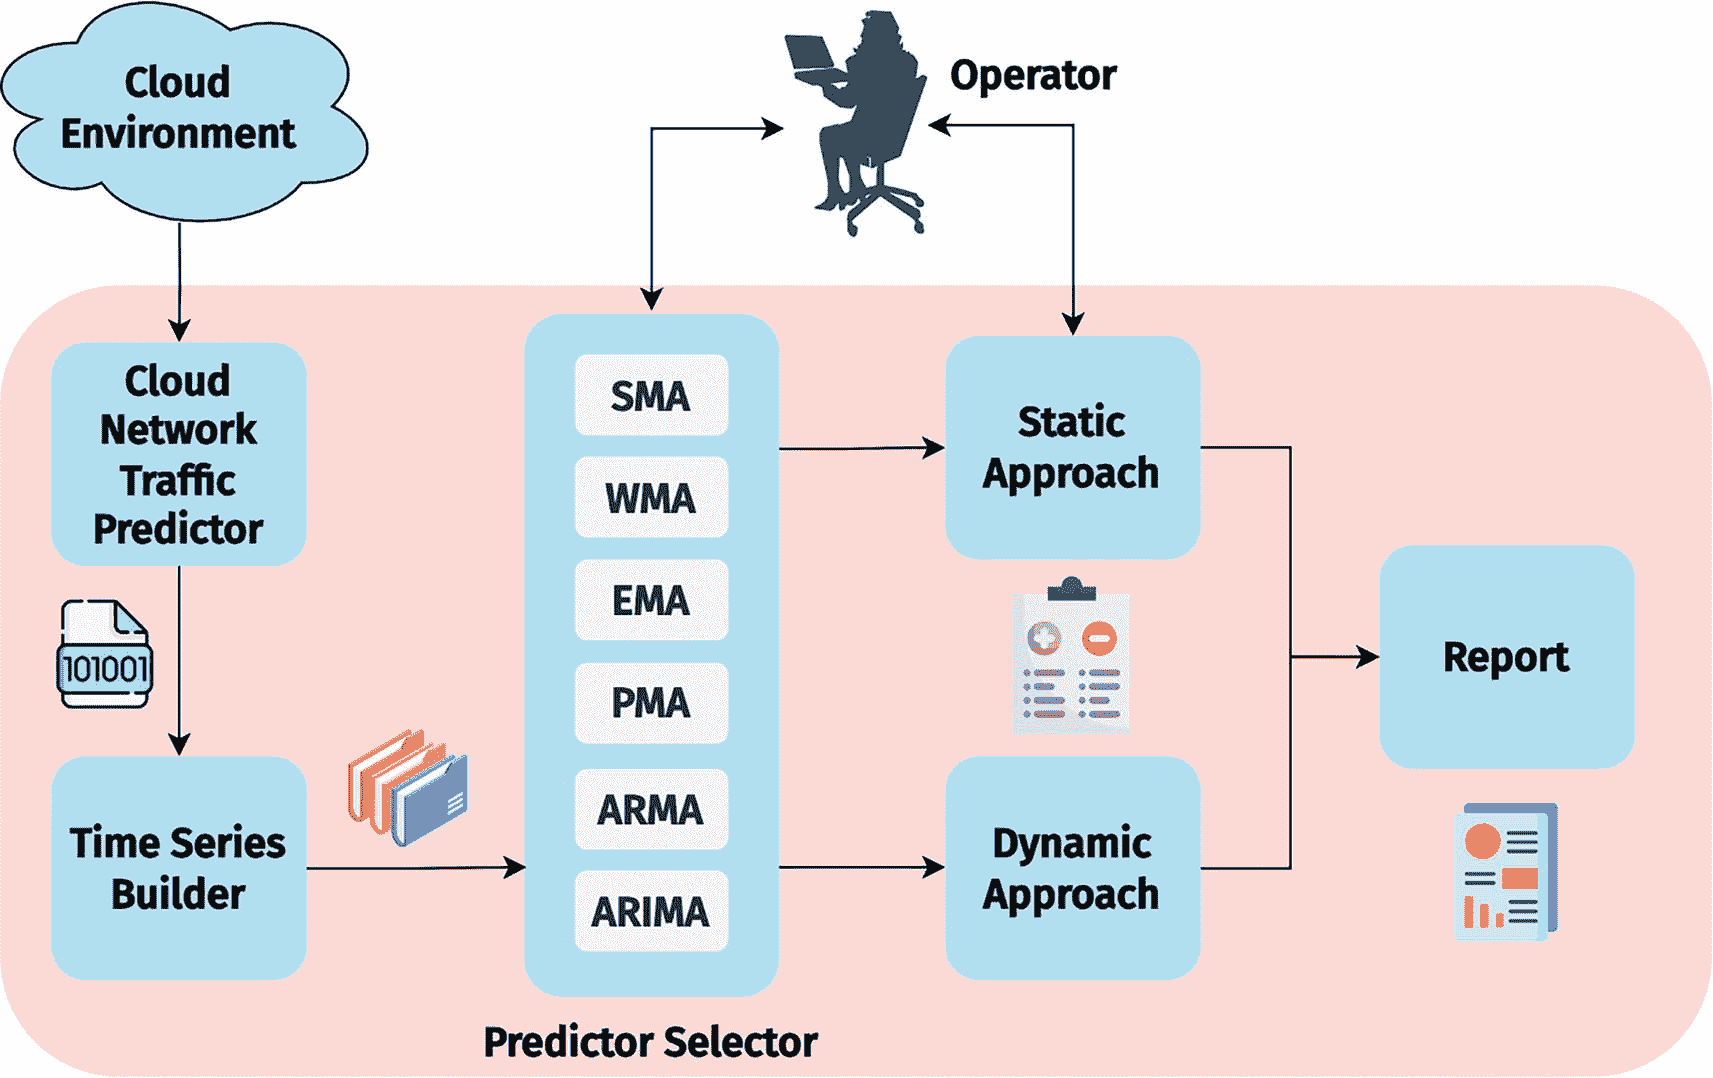 Cloud
Environment
Operator
Cloud
Network
Traffic
Predictor
101001
Time Series
Builder
SMA
WMA
EMA
PMA
ARMA
ARIMA
Predictor Selector
Static
Approach
Dynamic
Approach
Report